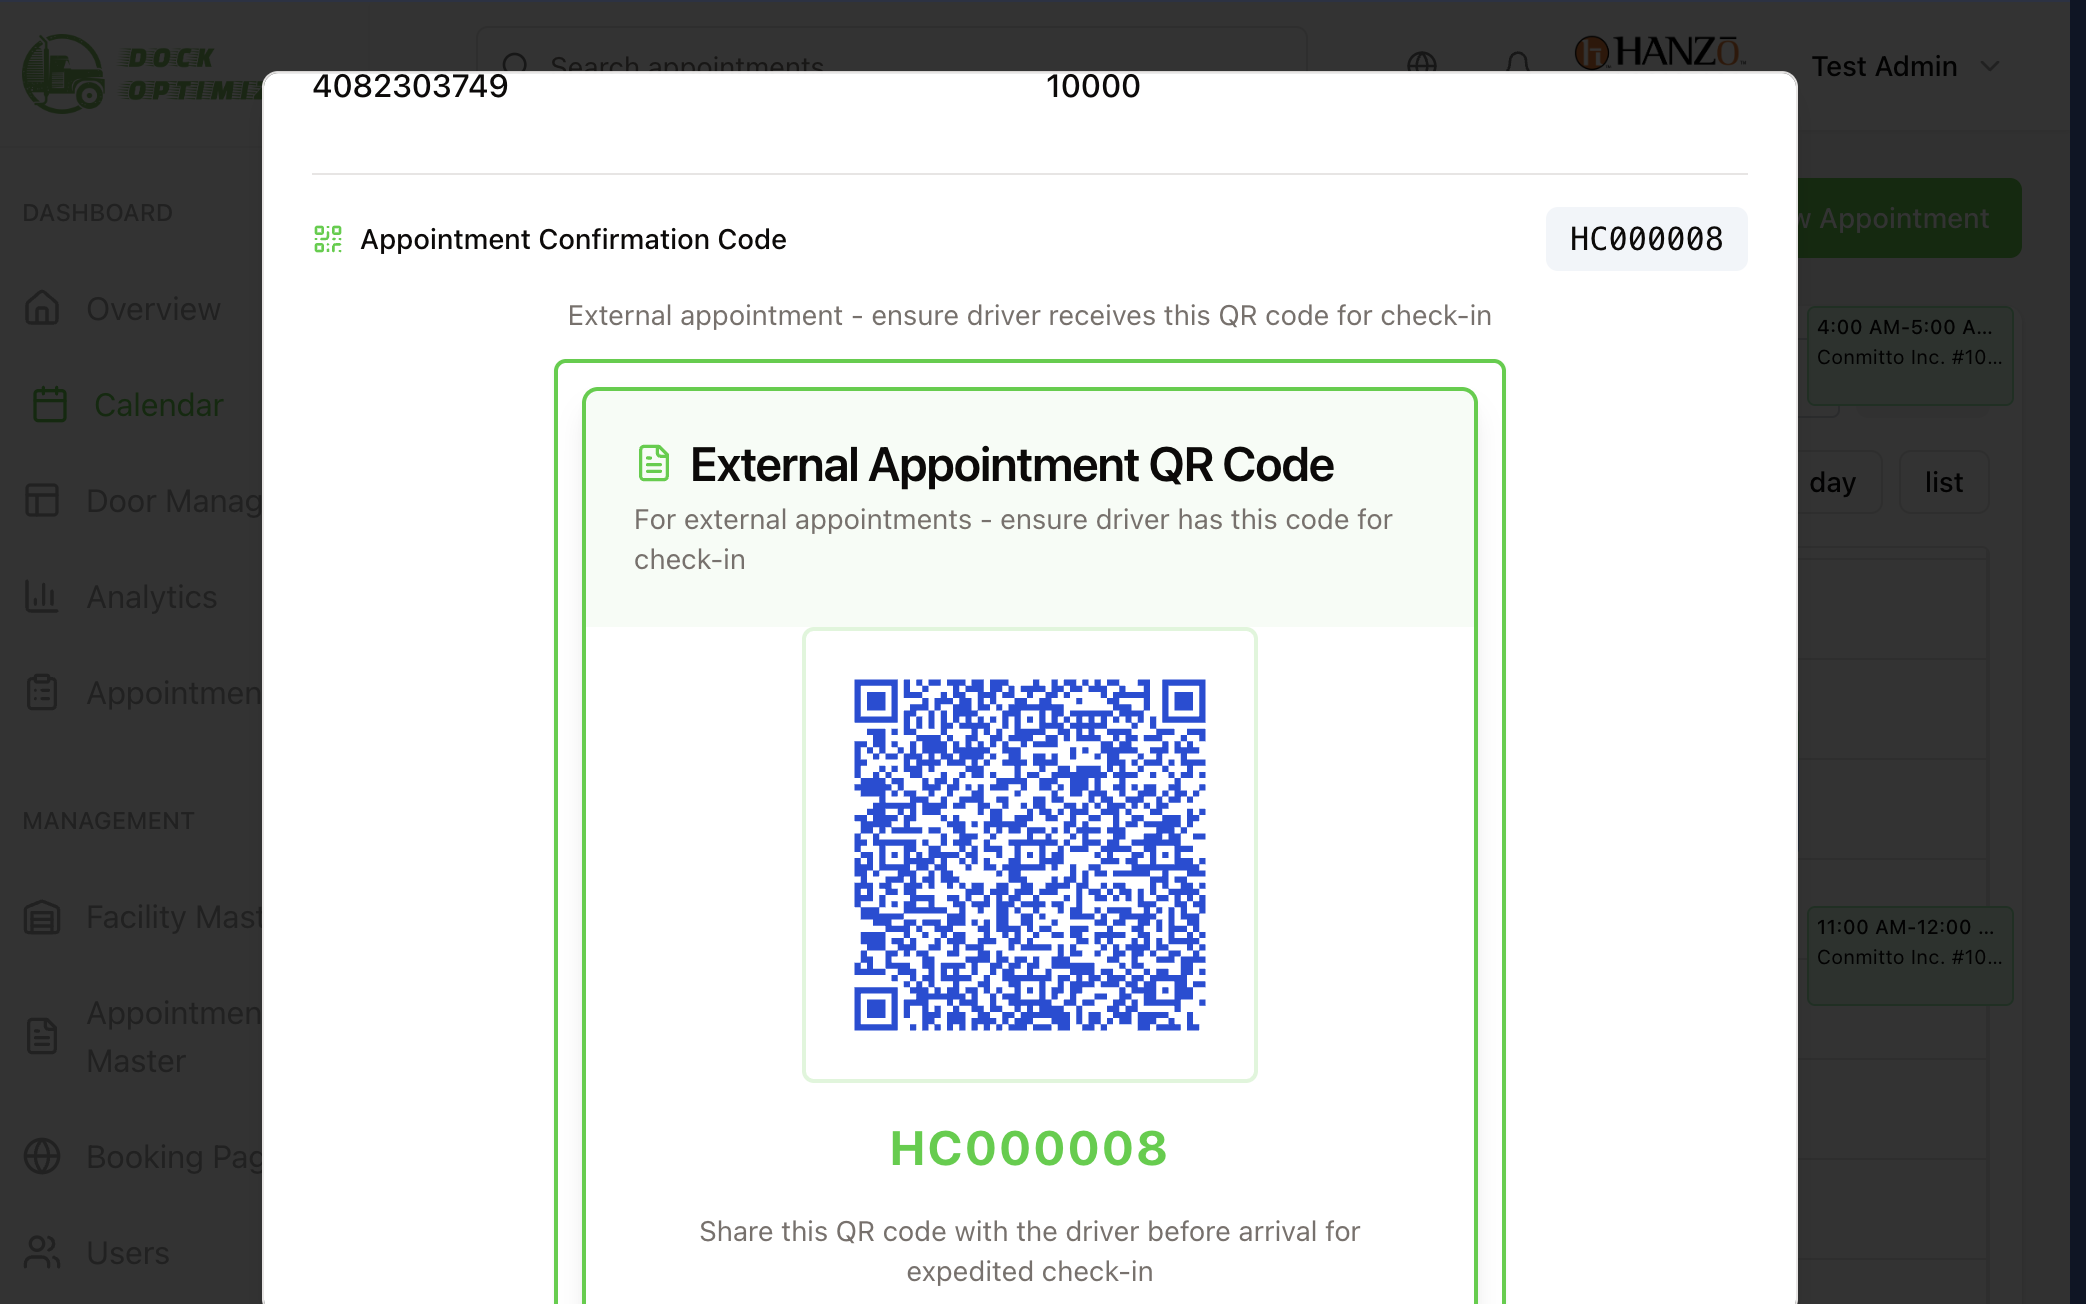 DOCK
OPTIMIZ
Search appointments
HANZŌ
Test Admin
4082303749
10000
DASHBOARD
Overview
Calendar
Door Manag
Analytics
Appointmen
MANAGEMENT
Facility Mast
Appointmen
Master
Booking Pag
Users
Appointment Confirmation Code
HC000008
External appointment - ensure driver receives this QR code for check-in
External Appointment QR Code
For external appointments - ensure driver has this code for
check-in
HC000008
Share this QR code with the driver before arrival for
expedited check-in
w Appointment
4:00 AM-5:00 A...
Conmitto Inc. #10...
day
list
11:00 AM-12:00 ...
Conmitto Inc. #10...